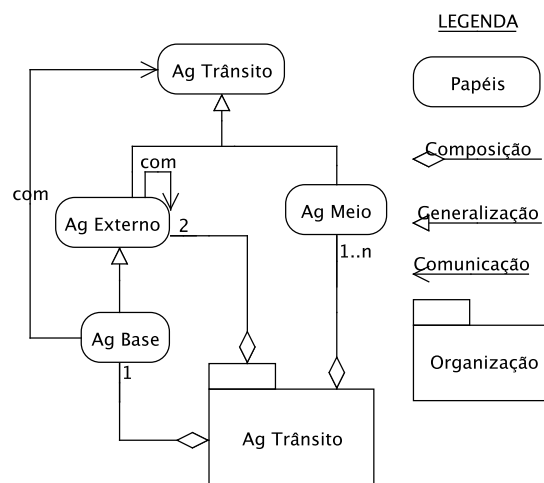 LEGENDA
Ag Trânsito
Papéis
Composição
com
com
Ag Externo
2
Ag Meio
1..n
Generalização
Comunicação
Ag Base
1
Organização
Ag Trânsito